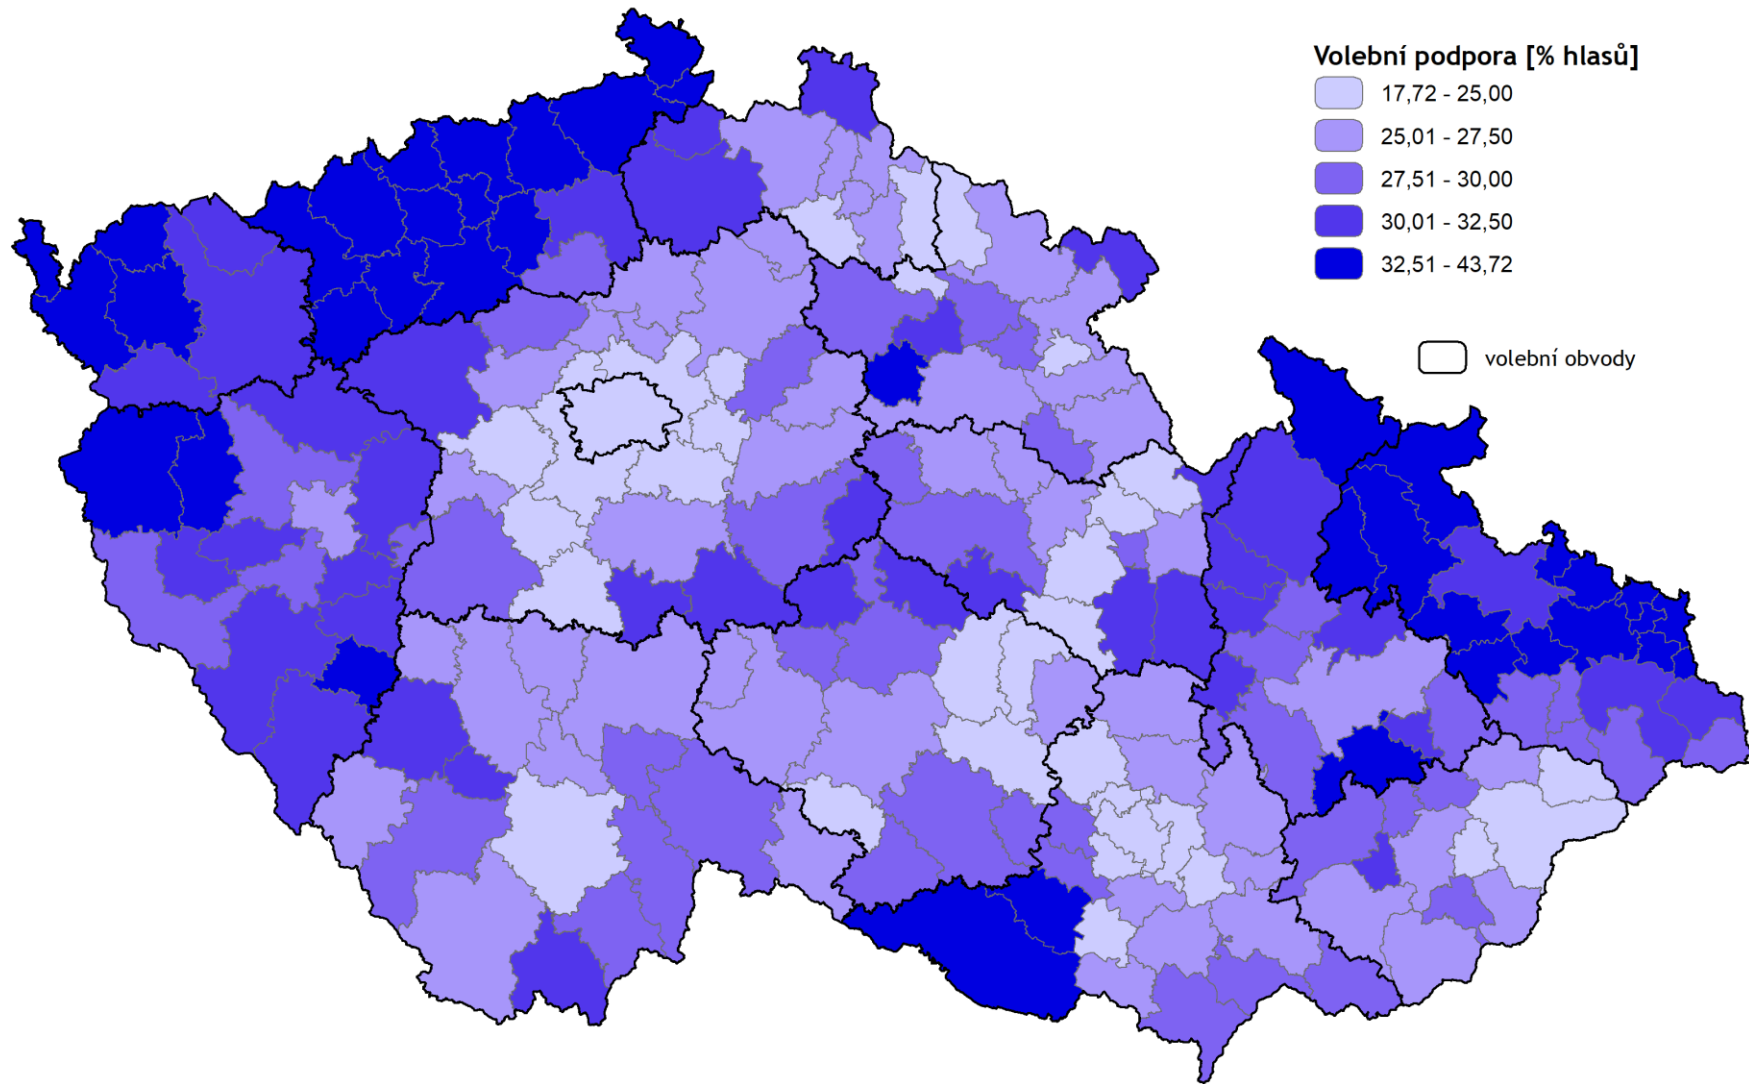 Volební podpora [% hlasů]
17,72 - 25,00
25,01 - 27,50
27,51 - 30,00
30,01 - 32,50
32,51 - 43,72
volební obvody